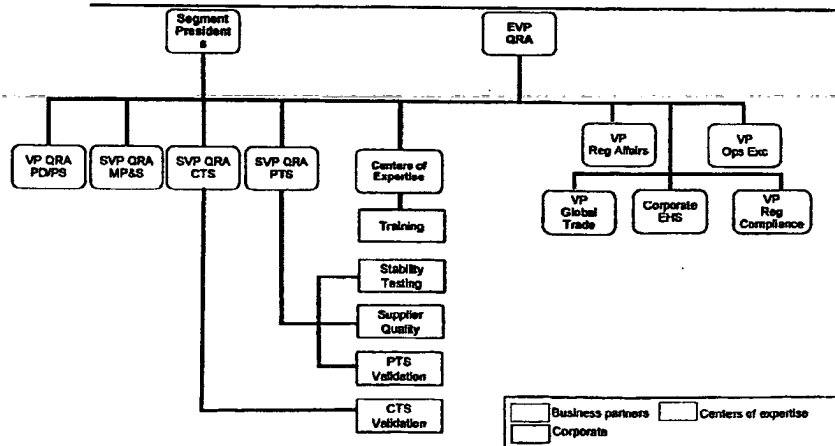 Segment
President
s
EVP
QRA
VP
Reg Affairs
VP
Ops Exc
VP QRA
PD/PS
SVP QRA
MP&S
SVP QRA
CTS
SVP QRA
PTS
Centers of
Expertise
VP
Global
Trade
Corporate
EHS
VP
Reg
Compliance
Training
Stability
Testing
Supplier
Quality
PTS
Validation
CTS
Validation
Business partners
Centers of expertise
Corporate